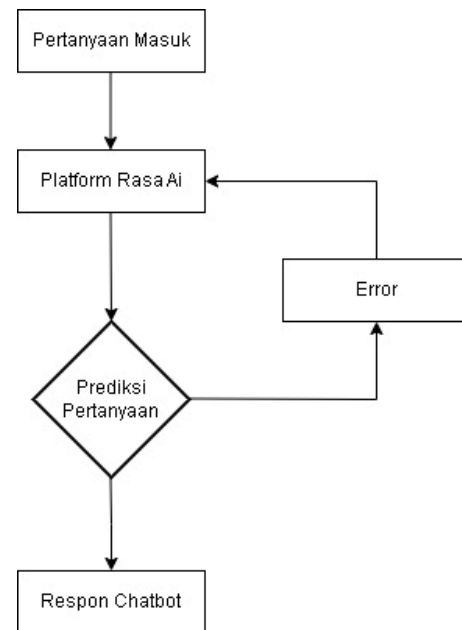 Pertanyaan Masuk
Platform Rasa Ai
Error
Prediksi
Pertanyaan
Respon Chatbot